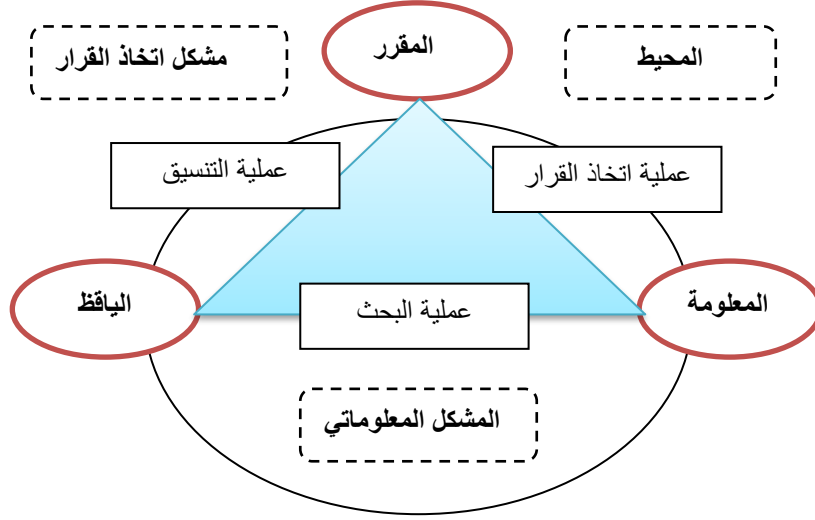 المقرر
المحيط
مشكل اتخاذ القرار
عملية اتخاذ القرار
عملية التنسيق
المعلومة
الياقظ
عملية البحث
المشكل المعلوماتي